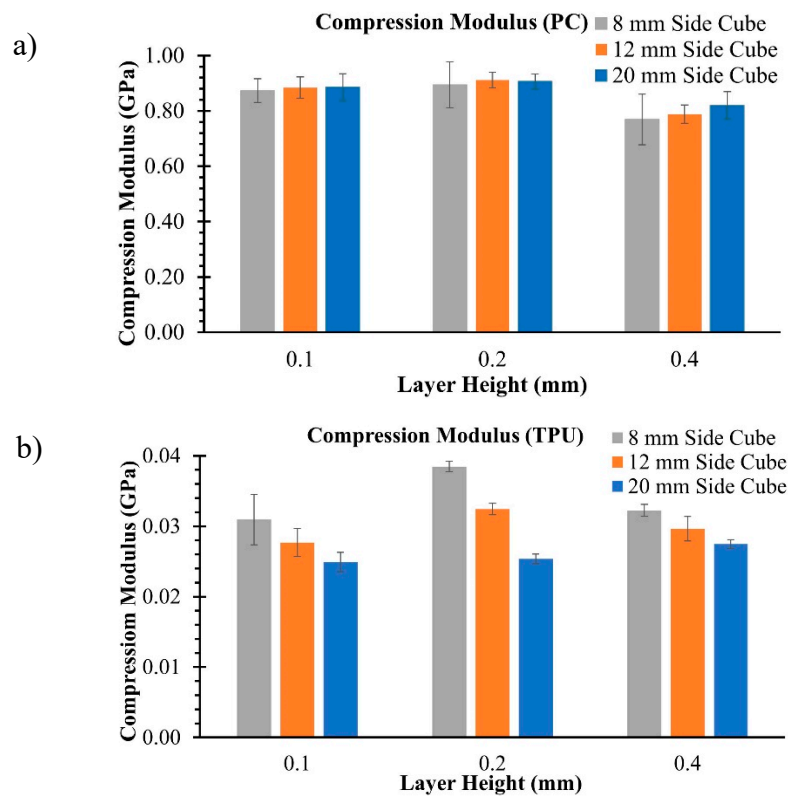 a)
Compression Modulus (PC)
8 mm Side Cube
12 mm Side Cube
20 mm Side Cube
Compression Modulus (GPa)
1.00
0.80
0.60
0.40
0.20
0.00
0.1
0.2
0.4
Layer Height (mm)
b)
Compression Modulus (TPU)
8 mm Side Cube
12 mm Side Cube
20 mm Side Cube
Compressiom Modulus (GPa)
0.04
0.03
0.02
0.01
0.00
0.1
0.2
0.4
Layer Height (mm)